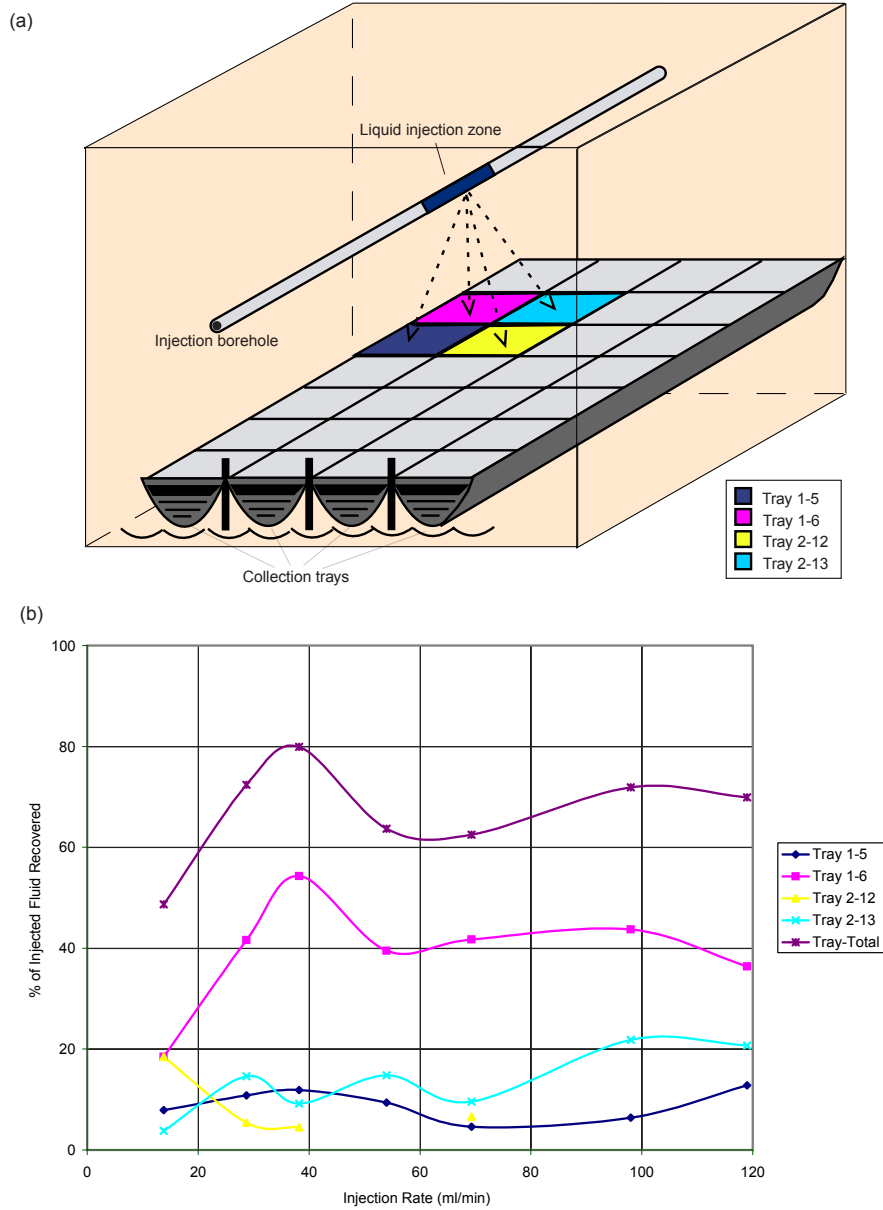 (a)
Liquid injection zone
Injection borehole
Tray 1-5
Tray 1-6
Tray 2-12
Tray 2-13
Collection trays
(b)
100
80
60
40
20
0
% of Injected Fluid Recovered
0 20 40 60 80 100 120
Injection Rate (ml/min)
Tray 1-5
Tray 1-6
Tray 2-12
Tray 2-13
Tray-Total